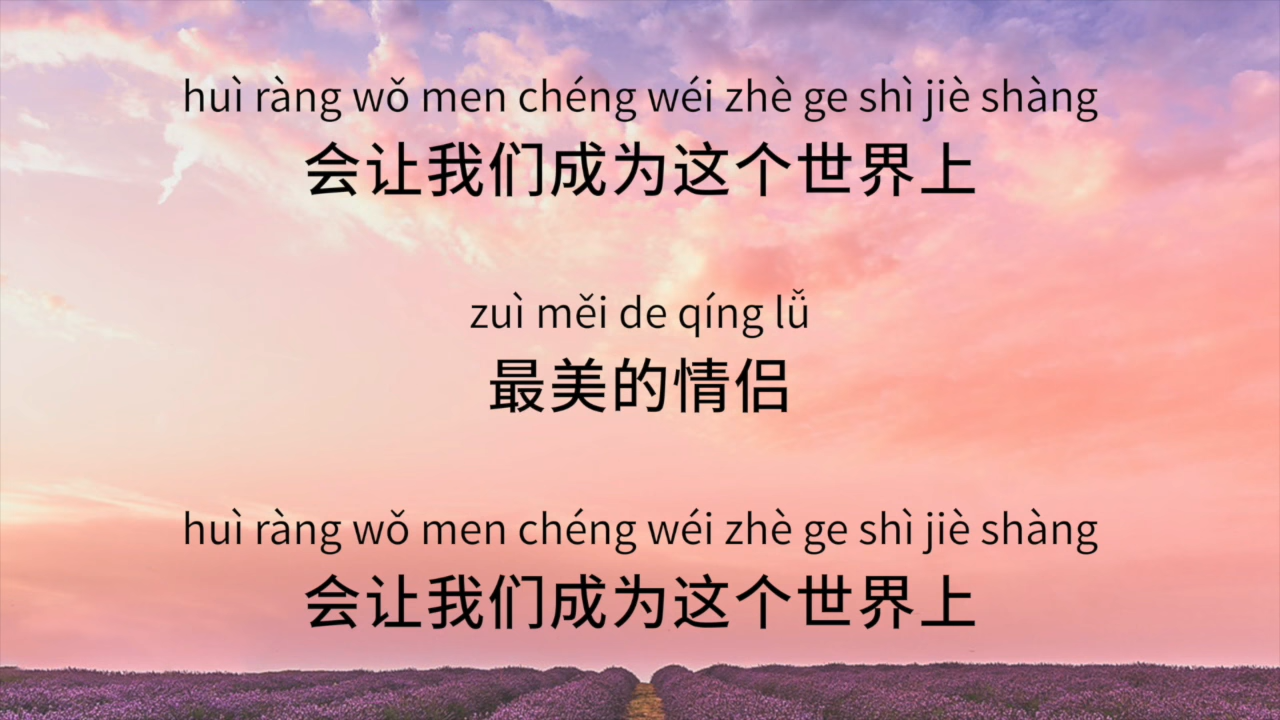 huì ràng wǒ men chéng wéi zhè ge shì jiè shàng
会让我们成为这个世界上
zuì měi de qíng lǚ
最美的情侣
huì ràng wǒ men chéng wéi zhè ge shì jiè shàng
会让我们成为这个世界上